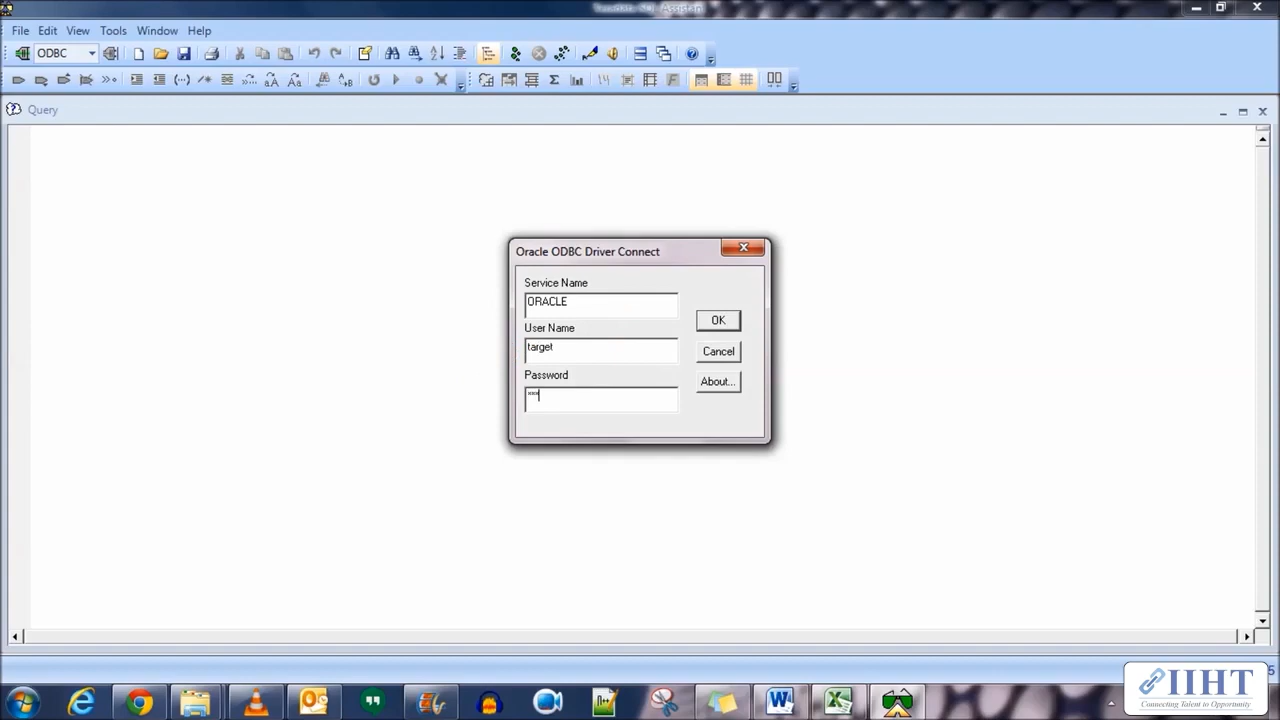 File Edit View Tools Window Help
ODBC
Query
Oracle ODBC Driver Connect
Service Name
ORACLE
OK
User Name
target
Cancel
Password
***
About...
IIHT
Connecting Talent to Opportunity